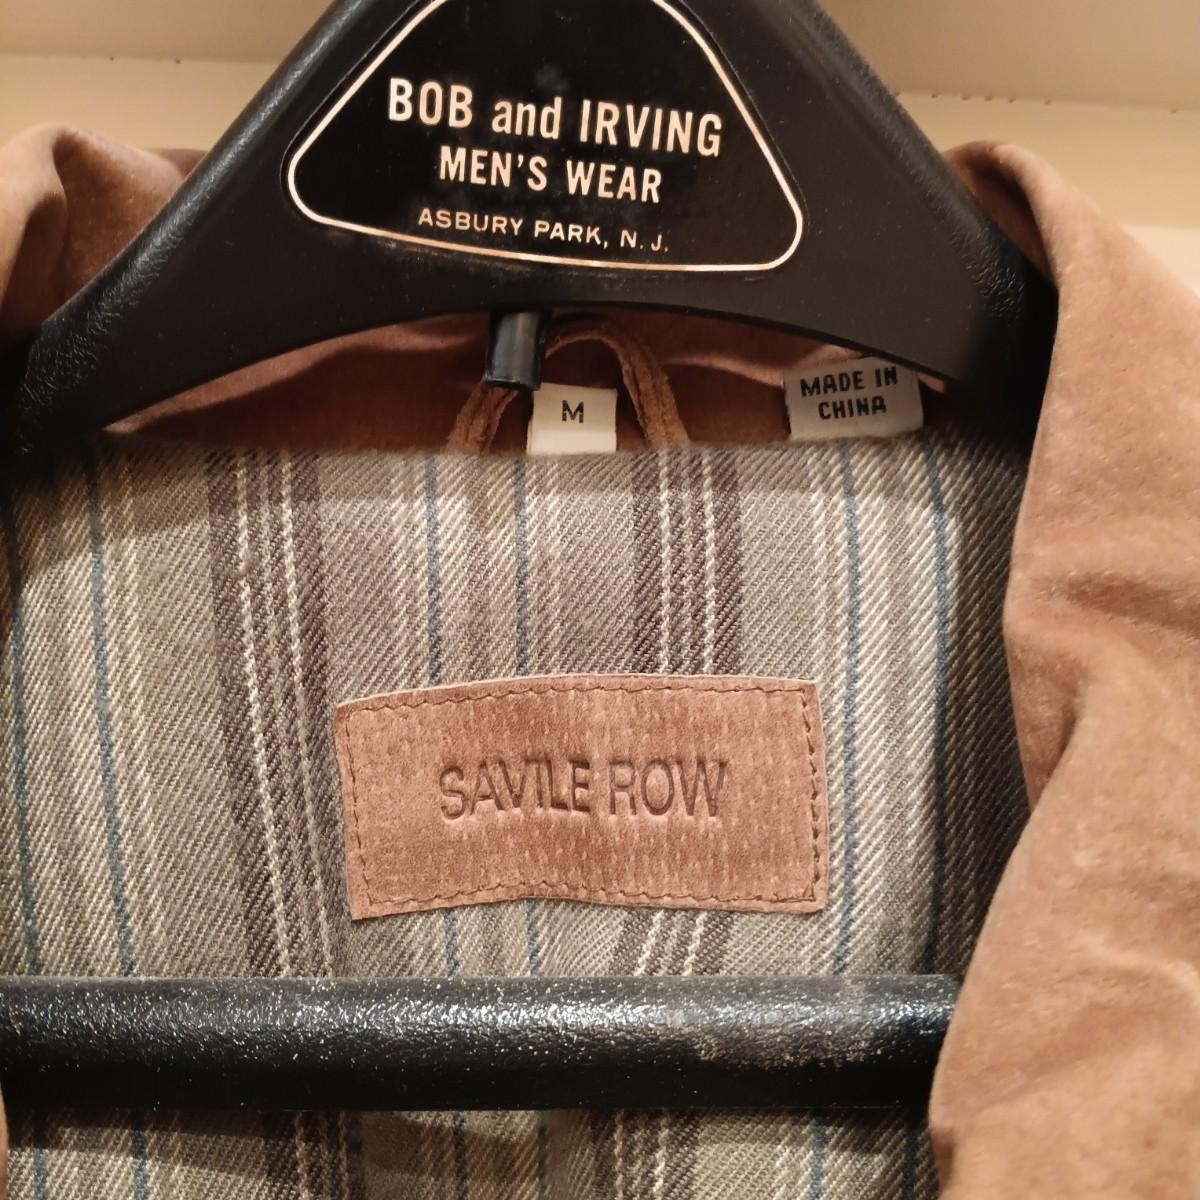 BOB and IRVING
MEN'S WEAR
ASBURY PARK, N. J.
M
MADE IN
CHINA
SAVILE ROW